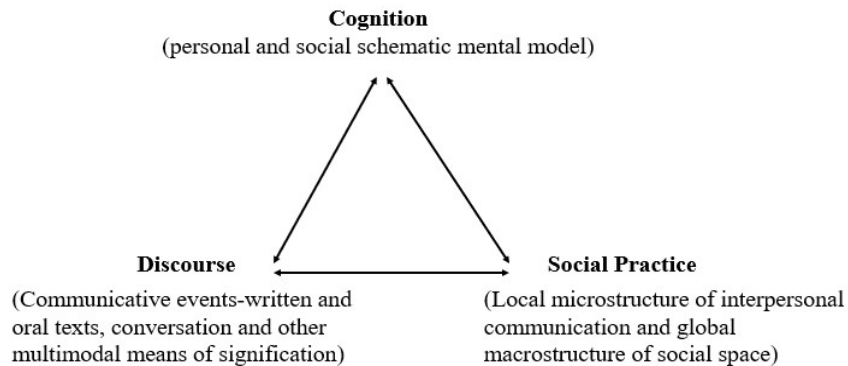 Cognition
(personal and social schematic mental model)
Discourse
(Communicative events-written and
oral texts, conversation and other
multimodal means of signification)
Social Practice
(Local microstructure of interpersonal
communication and global
macrostructure of social space)